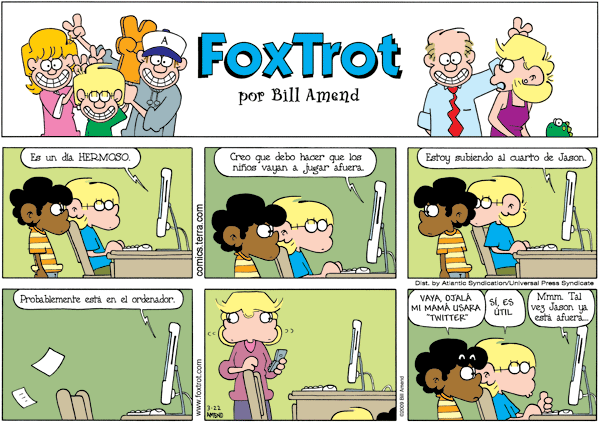 FoxTrot
por Bill Amend
A
Es un día HERMOSO.
Creo que debo hacer que los
niños vayan a jugar afuera.
Estoy subiendo al cuarto de Jason.
comics.terra.com
Dist. by Atlantic Syndication/Universal Press Syndicate
Probablemente está en el ordenador.
www.foxtrot.com
3-22
AMEND
©2009 Bill Amend
VAYA, OJALÁ
MI MAMÁ USARA
"TWITTER"
SÍ, ES
ÚTIL
Mmm. Tal
vez Jason ya
está afuera...